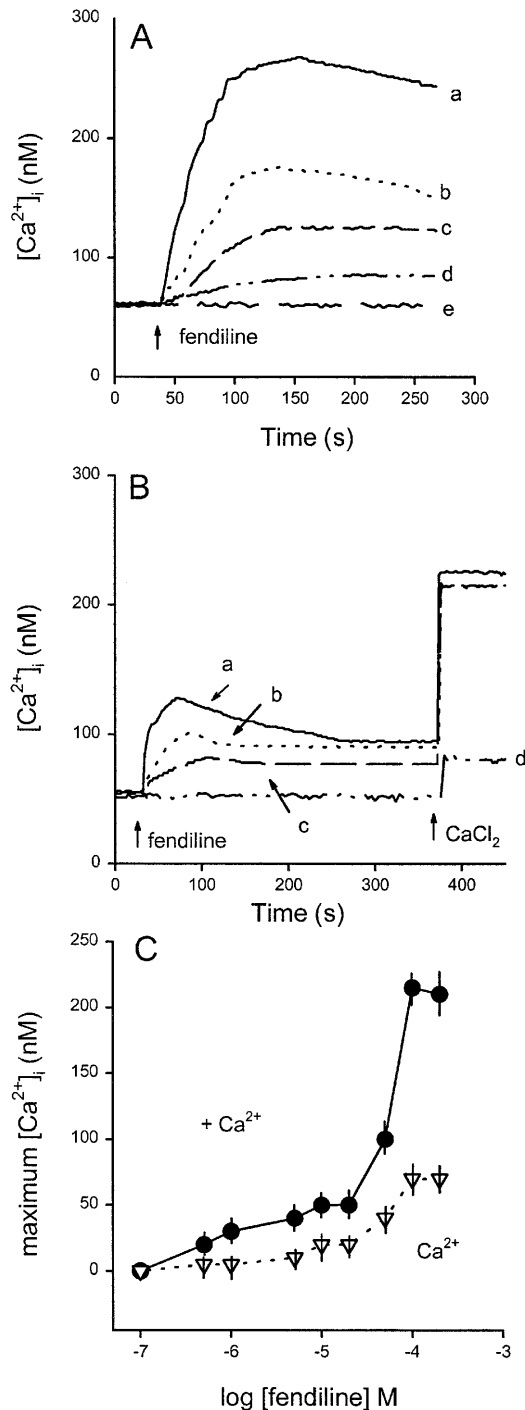 A
300
200
100
0
[Ca²⁺]ᵢ (nM)
a
b
c
d
e
fendiline
0 50 100 150 200 250 300
Time (s)
B
300
200
100
0
[Ca²⁺]ᵢ (nM)
a
b
c
d
fendiline
CaCl₂
0 100 200 300 400
Time (s)
C
250
200
150
100
50
0
maximum [Ca²⁺]ᵢ (nM)
+ Ca²⁺
Ca²⁺
-7 -6 -5 -4 -3
log [fendiline] M